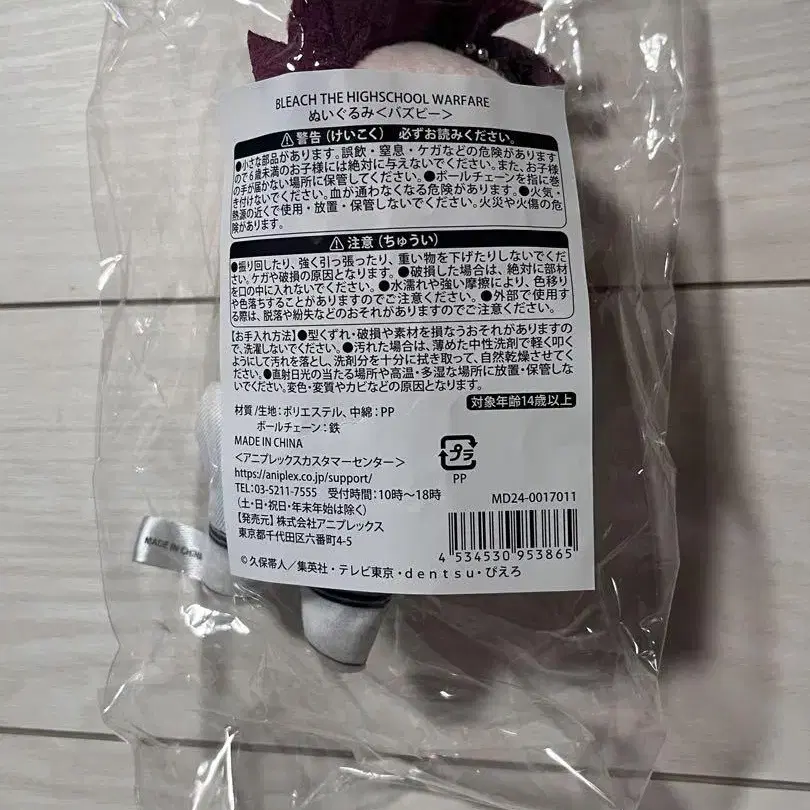 BLEACH THE HIGHSCHOOL WARFARE
ぬいぐるみ<バズビー>
⚠警告(けいこく) 必ずお読みください。
●小さな部品があります。誤飲・窒息・ケガなどの危険があります
ので6歳未満のお子様には絶対に与えないでください。また、お子様
の手が届かない場所に保管してください。●ボールチェーンを指に巻
き付けないでください。血が通わなくなる危険があります。●火気・
熱源の近くで使用・放置・保管しないでください。火災や火傷の危
険があります。
⚠注意(ちゅうい)
●振り回したり、強く引っ張ったり、重い物を下げたりしないでくだ
さい。ケガや破損の原因となります。●破損した場合は、絶対に部材
を口の中に入れないでください。●水濡れや強い摩擦により、色移り
や色落ちすることがありますのでご注意ください。●外部で使用す
る際は、脱落や紛失などのおそれがありますのでご注意ください。
【お手入れ方法】●型くずれ・破損や素材を損なうおそれがありますの
で、洗濯しないでください。●汚れた場合は、薄めた中性洗剤で軽く叩く
ようにして汚れを落とし、洗剤分を十分に拭き取って、自然乾燥させてく
ださい。●直射日光の当たる場所や高温・多湿な場所に放置・保管しな
いでください。変色・変質やカビなどの原因となります。
対象年齢14歳以上
材質/生地:ポリエステル、中綿:PP
ボールチェーン:鉄
MADE IN CHINA
<アニプレックスカスタマーセンター>
https://aniplex.co.jp/support/
TEL:03-5211-7555 受付時間:10時~18時
(土・日・祝日・年末年始は除く)
【発売元】株式会社アニプレックス
東京都千代田区六番町4-5
プラ
PP
MD24-0017011
4 534530 953865
©久保帯人/集英社・テレビ東京・dentsu・ぴえろ
MADE IN CHINA